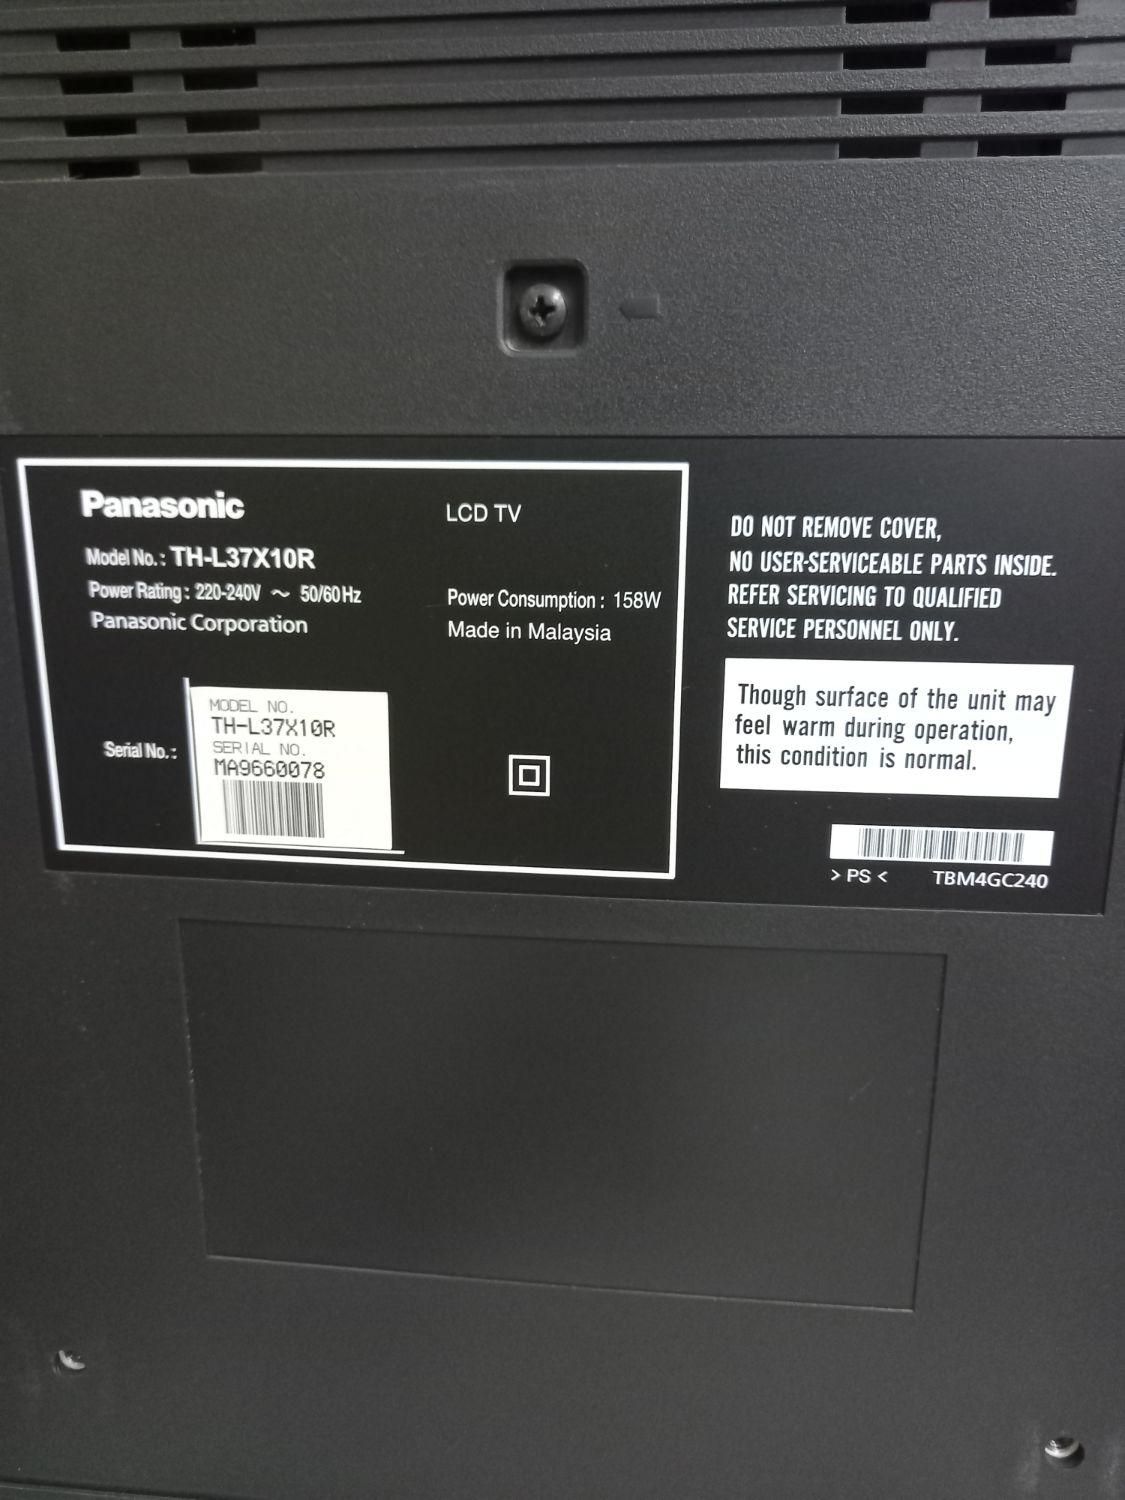 Panasonic
LCD TV
Model No.: TH-L37X10R
Power Rating: 220-240V ～ 50/60Hz
Power Consumption: 158W
Panasonic Corporation
Made in Malaysia
Serial No.:
MODEL NO.
TH-L37X10R
SERIAL NO.
MA9660078
DO NOT REMOVE COVER,
NO USER-SERVICEABLE PARTS INSIDE.
REFER SERVICING TO QUALIFIED
SERVICE PERSONNEL ONLY.
Though surface of the unit may
feel warm during operation,
this condition is normal.
> PS < TBM4GC240